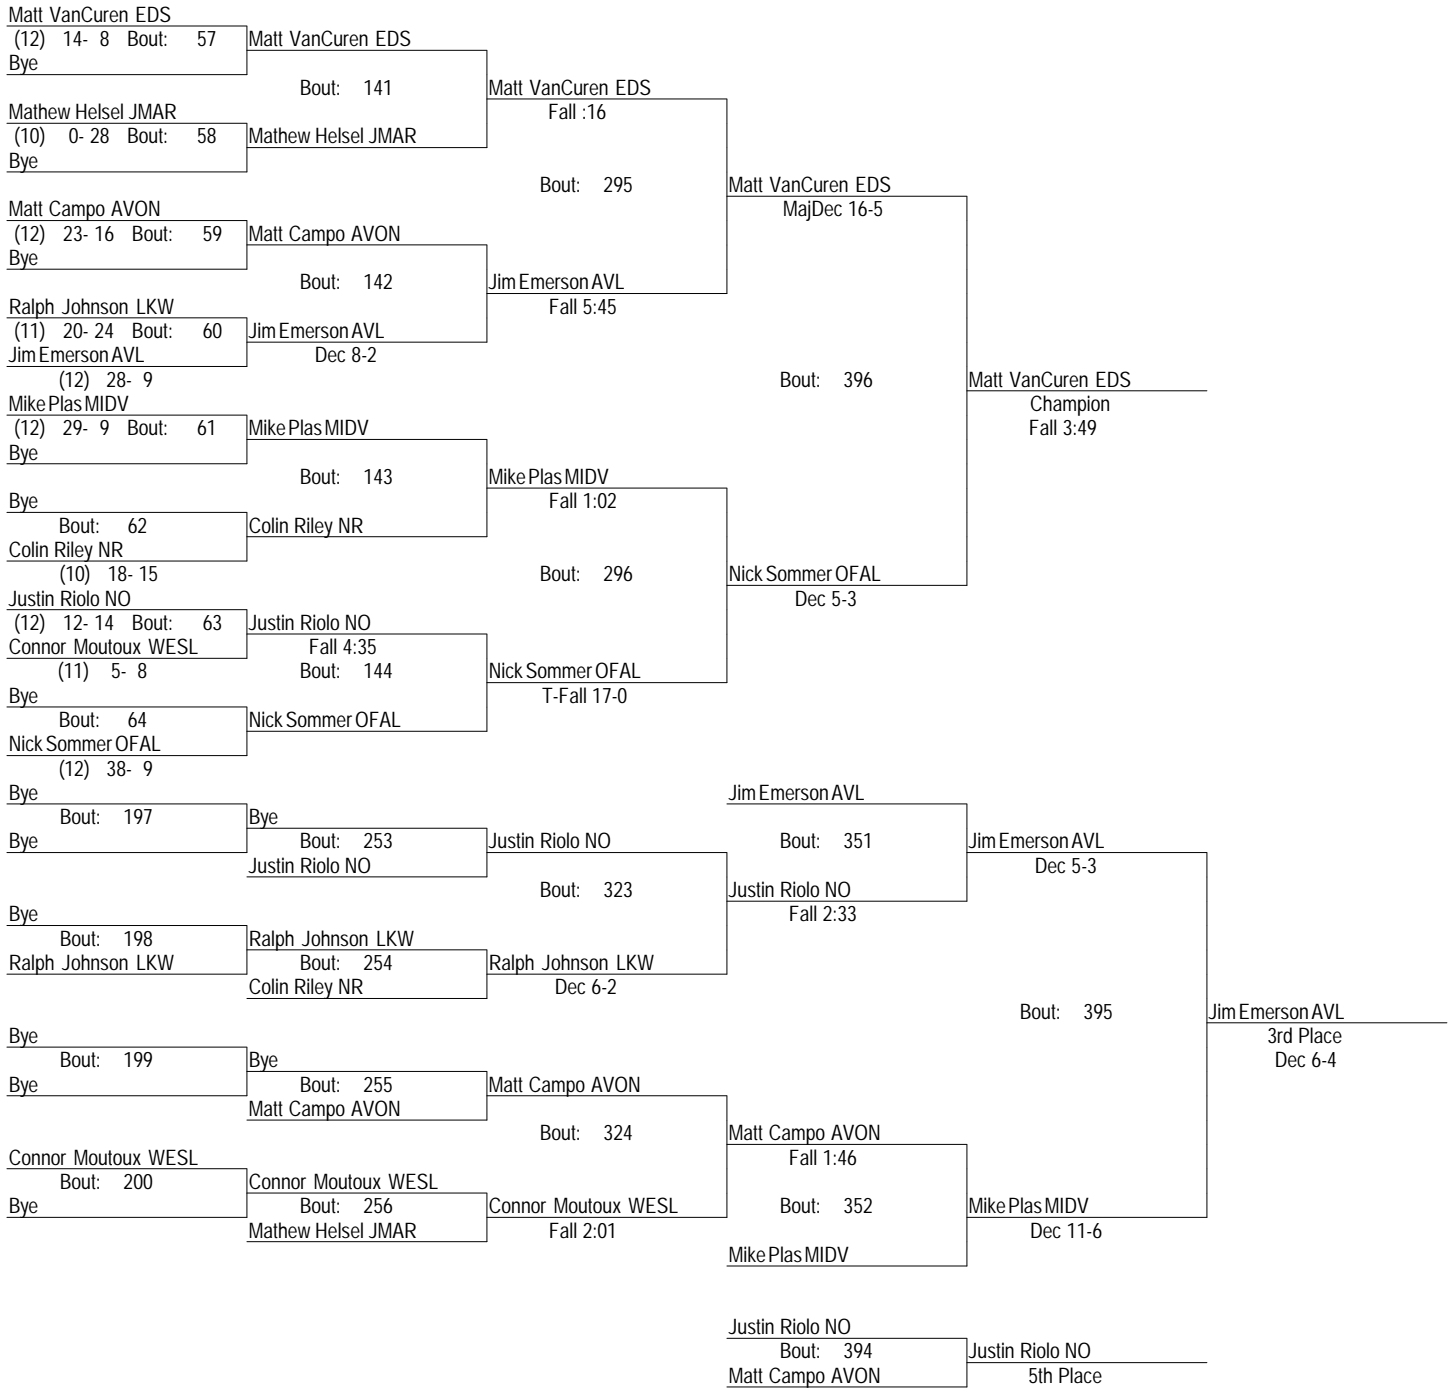 Matt VanCuren EDS
(12) 14- 8 Bout: 57 Matt VanCuren EDS
Bye
Bout: 141 Matt VanCuren EDS
Mathew Helsel JMAR Fall :16
(10) 0- 28 Bout: 58 Mathew Helsel JMAR
Bye
Bout: 295 Matt VanCuren EDS
Matt Campo AVON MajDec 16-5
(12) 23- 16 Bout: 59 Matt Campo AVON
Bye
Bout: 142 Jim Emerson AVL
Ralph Johnson LKW Fall 5:45
(11) 20- 24 Bout: 60 Jim Emerson AVL
Jim Emerson AVL Dec 8-2
(12) 28- 9 Bout: 396 Matt VanCuren EDS
Mike Plas MIDV Champion
(12) 29- 9 Bout: 61 Mike Plas MIDV Fall 3:49
Bye
Bout: 143 Mike Plas MIDV
Bye Fall 1:02
Bout: 62 Colin Riley NR
Colin Riley NR
(10) 18- 15 Bout: 296 Nick Sommer OFAL
Justin Riolo NO Dec 5-3
(12) 12- 14 Bout: 63 Justin Riolo NO
Connor Moutoux WESL Fall 4:35
(11) 5- 8 Bout: 144 Nick Sommer OFAL
Bye T-Fall 17-0
Bout: 64 Nick Sommer OFAL
Nick Sommer OFAL
(12) 38- 9
Bye Jim Emerson AVL
Bout: 197 Bye
Bye Bout: 253 Justin Riolo NO Bout: 351 Jim Emerson AVL
Justin Riolo NO Dec 5-3
Bout: 323 Justin Riolo NO
Bye Fall 2:33
Bout: 198 Ralph Johnson LKW
Ralph Johnson LKW Bout: 254 Ralph Johnson LKW
Colin Riley NR Dec 6-2
Bout: 395 Jim Emerson AVL
Bye 3rd Place
Bout: 199 Bye Dec 6-4
Bye Bout: 255 Matt Campo AVON
Matt Campo AVON
Bout: 324 Matt Campo AVON
Connor Moutoux WESL Fall 1:46
Bout: 200 Connor Moutoux WESL
Bye Bout: 256 Connor Moutoux WESL Bout: 352 Mike Plas MIDV
Mathew Helsel JMAR Fall 2:01 Dec 11-6
Mike Plas MIDV
Justin Riolo NO
Bout: 394 Justin Riolo NO
Matt Campo AVON 5th Place